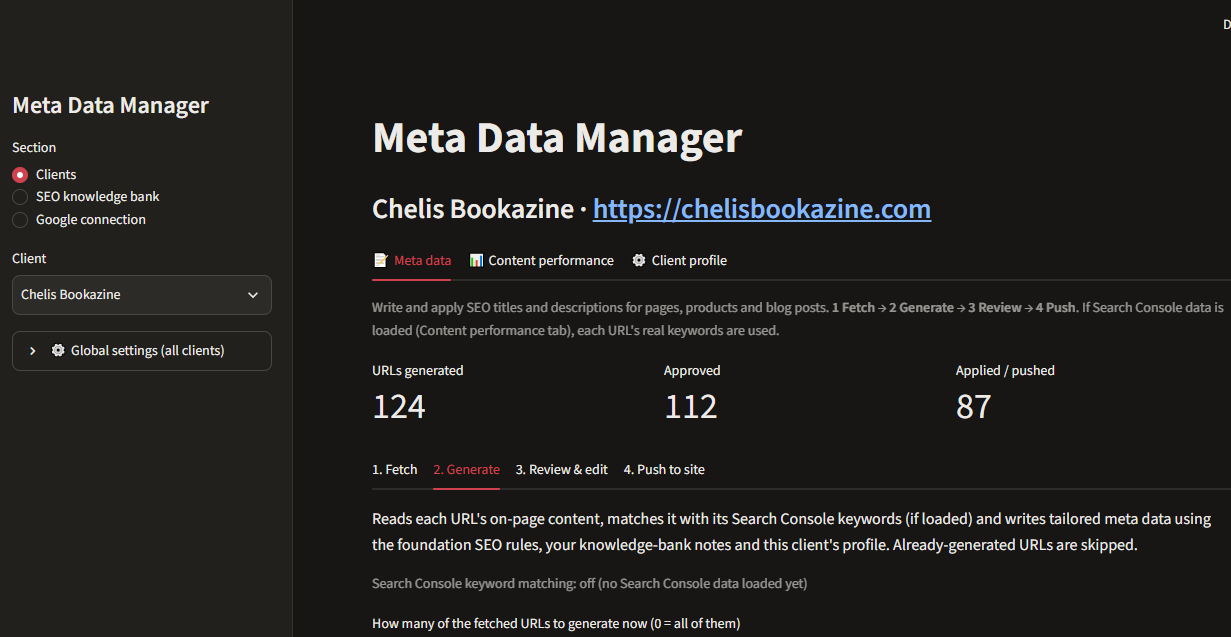 D
Meta Data Manager
Section
Clients
SEO knowledge bank
Google connection
Client
Chelis Bookazine
Global settings (all clients)
Meta Data Manager
Chelis Bookazine · https://chelisbookazine.com
Meta data Content performance Client profile
Write and apply SEO titles and descriptions for pages, products and blog posts. 1 Fetch → 2 Generate → 3 Review → 4 Push. If Search Console data is
loaded (Content performance tab), each URL's real keywords are used.
URLs generated Approved Applied / pushed
124 112 87
1. Fetch 2. Generate 3. Review & edit 4. Push to site
Reads each URL's on-page content, matches it with its Search Console keywords (if loaded) and writes tailored meta data using
the foundation SEO rules, your knowledge-bank notes and this client's profile. Already-generated URLs are skipped.
Search Console keyword matching: off (no Search Console data loaded yet)
How many of the fetched URLs to generate now (0 = all of them)